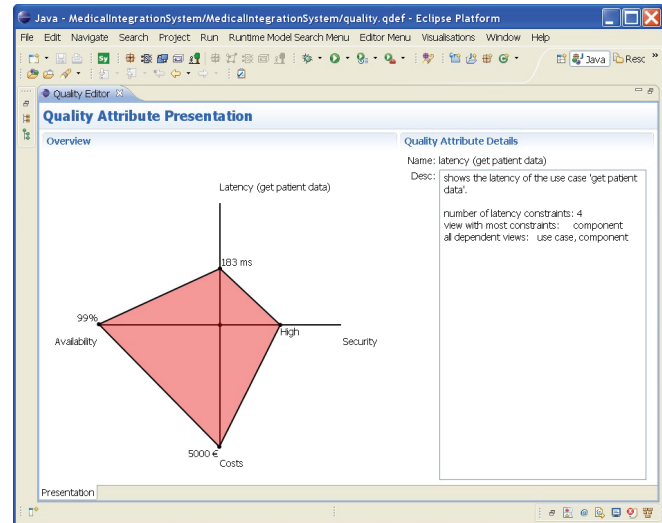 Java - MedicalIntegrationSystem/MedicalIntegrationSystem/quality.qdef - Eclipse Platform
File Edit Navigate Search Project Run Runtime Model Search Menu Editor Menu Visualisations Window Help
Java Resc »
Quality Editor
Quality Attribute Presentation
Overview
Quality Attribute Details
Name: latency (get patient data)
Desc: shows the latency of the use case 'get patient
data'.
number of latency constraints: 4
view with most constraints: component
all dependent views: use case, component
Latency (get patient data)
183 ms
99%
Availability
High
Security
5000 €
Costs
Presentation